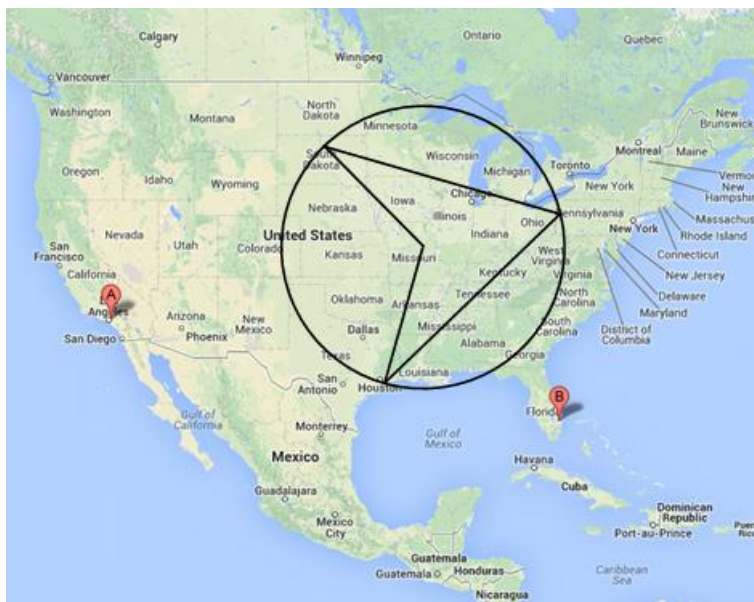 Calgary
Ontario
Quebec
Winnipeg
Vancouver
Washington
Montana
North
Dakota
Minnesota
New
Brunswick
Montreal
Maine
South
Dakota
Wisconsin
Michigan
Toronto
Oregon
Idaho
Wyoming
Vermont
New York
New
Hampshire
Chicago
Iowa
Nebraska
Massachus
Illinois
Ohio
Pennsylvania
New York
Rhode Island
Nevada
Utah
Colorado
United States
Indiana
Connecticut
San
Francisco
Kansas
Missouri
West
Virginia
Virginia
New Jersey
California
Kentucky
Delaware
A
Oklahoma
Arkansas
Tennessee
North
Carolina
Maryland
Angeles
Arizona
New
Mexico
Mississippi
South
Carolina
District of
Columbia
San Diego
Phoenix
Dallas
Alabama
Texas
Georgia
Louisiana
San
Antonio
Houston
B
Florida
Gulf of
California
Monterrey
Gulf of
Mexico
Mexico
Havana
Cuba
Guadalajara
Dominican
Republic
Mexico
City
Port-au-Prince
Guatemala
Honduras
Guatemala
Caribbean
Sea
Nicaragua